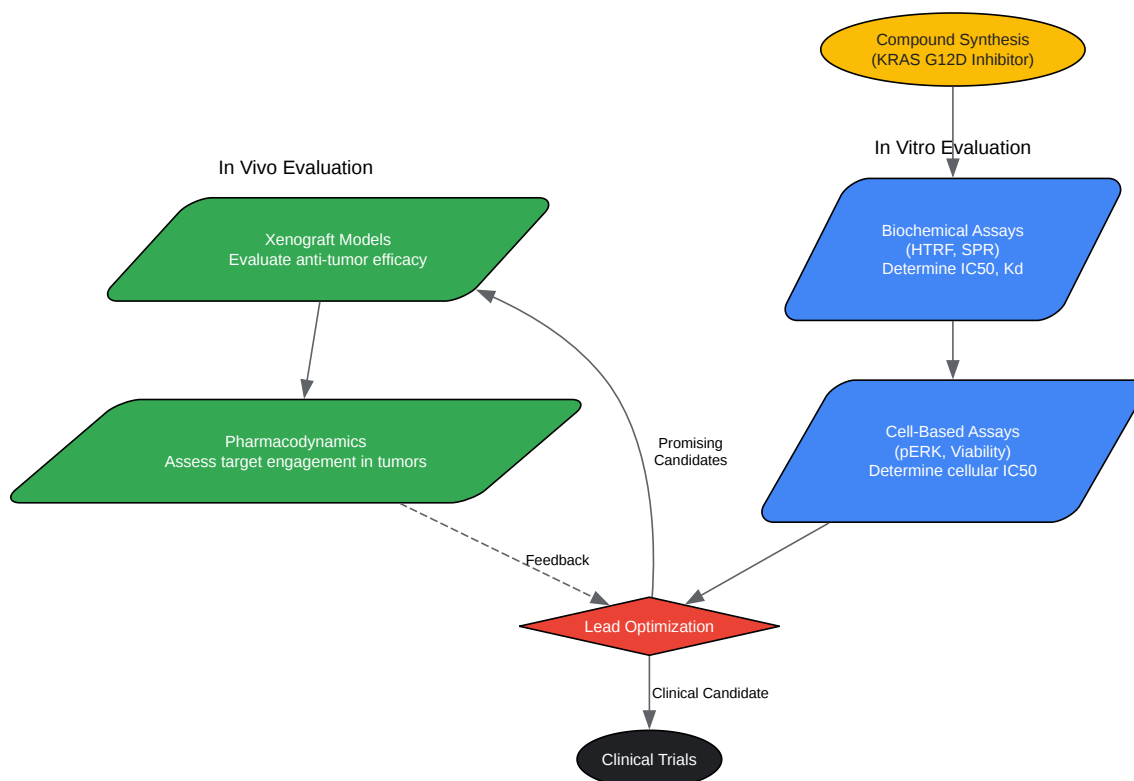 Compound Synthesis
(KRAS G12D Inhibitor)
In Vitro Evaluation
Biochemical Assays
(HTRF, SPR)
Determine IC50, Kd
Cell-Based Assays
(pERK, Viability)
Determine cellular IC50
In Vivo Evaluation
Xenograft Models
Evaluate anti-tumor efficacy
Pharmacodynamics
Assess target engagement in tumors
Promising
Candidates
Feedback
Lead Optimization
Clinical Candidate
Clinical Trials